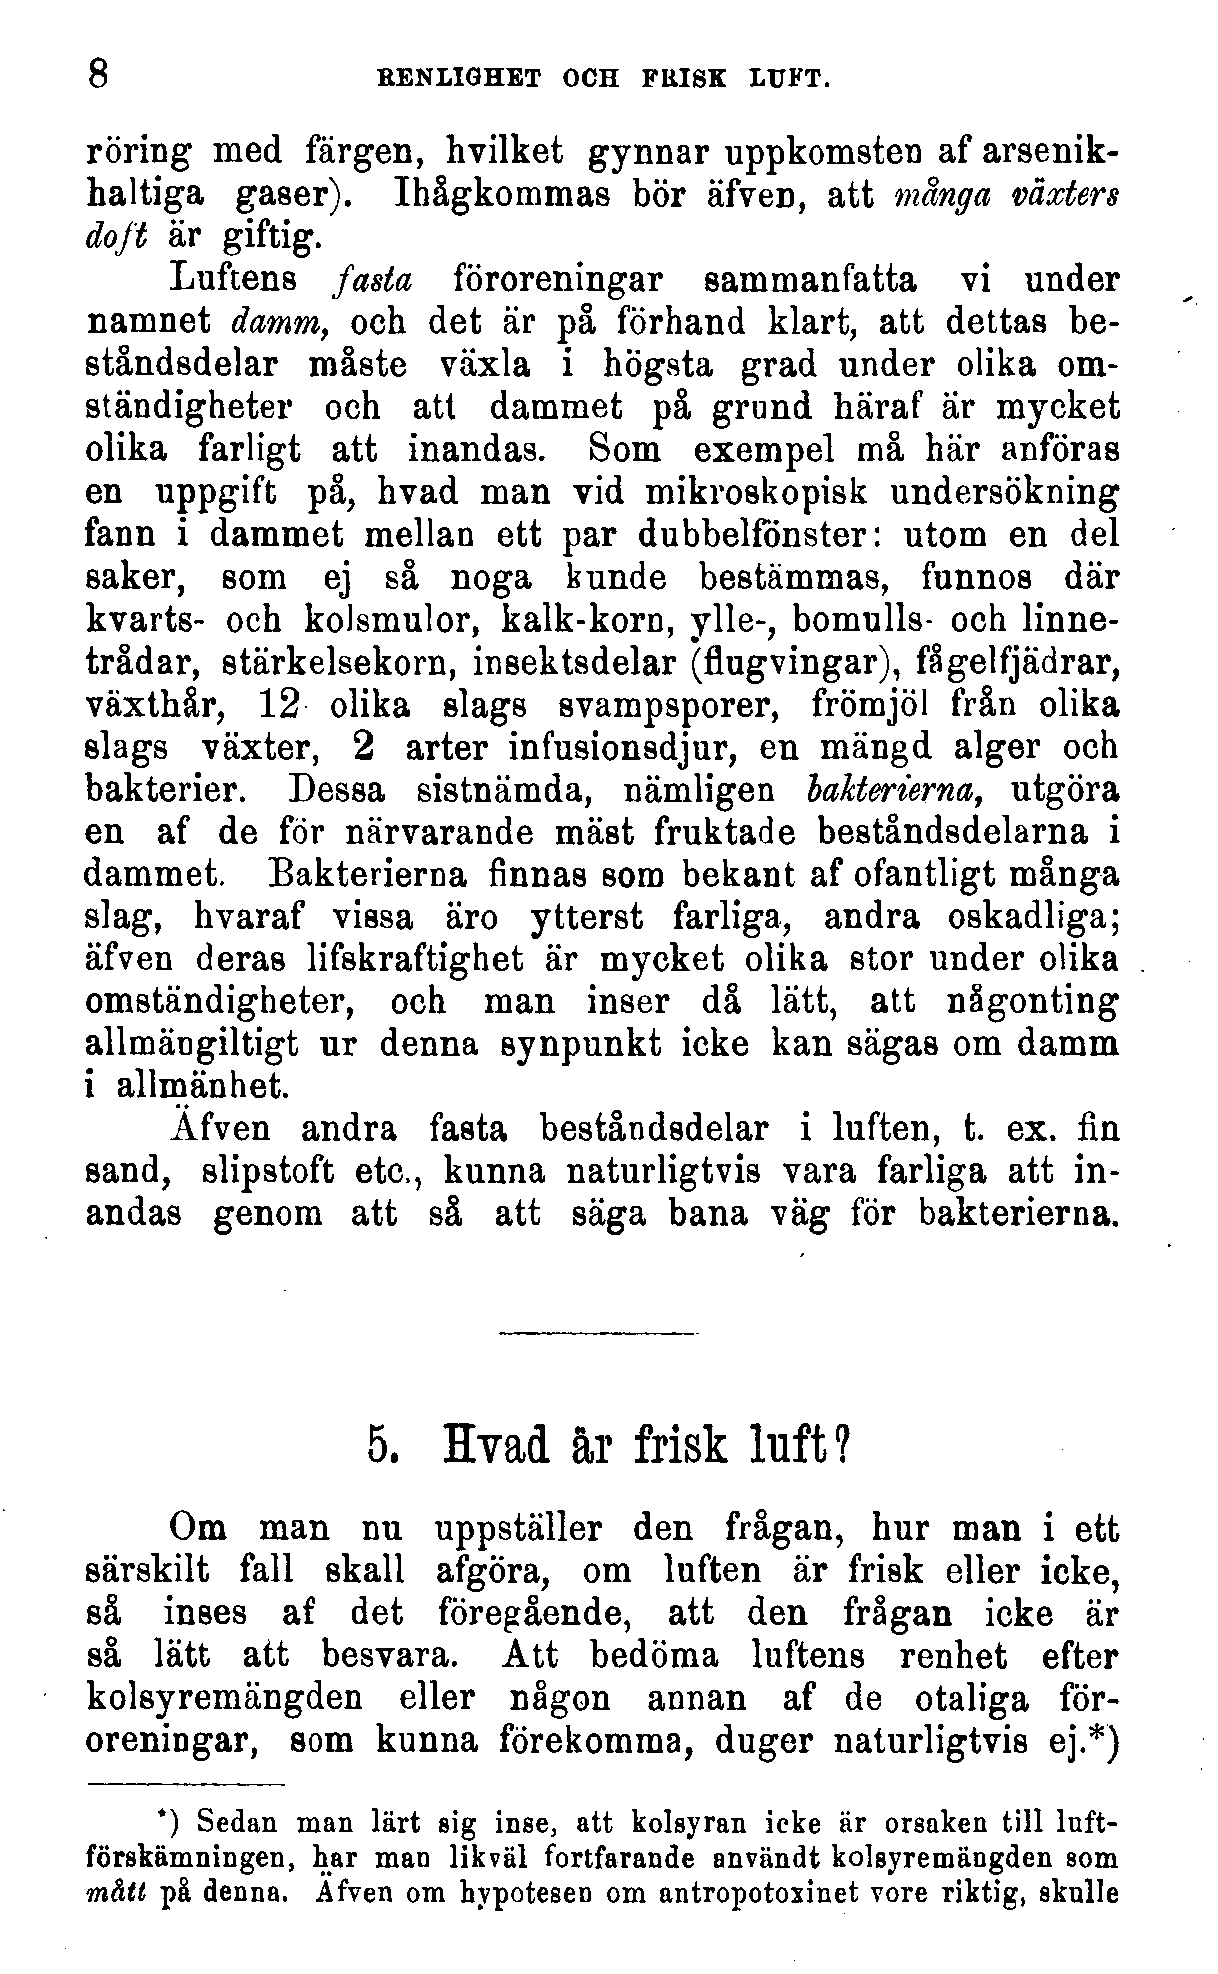 8 RENLIGHET OCH FRISK LUFT.
röring med färgen, hvilket gynnar uppkomsten af arsenik-
haltiga gaser). Ihågkommas bör äfven, att många växters
doft är giftig.
Luftens fasta föroreningar sammanfatta vi under
namnet damm, och det är på förhand klart, att dettas be-
ståndsdelar måste växla i högsta grad under olika om-
ständigheter och att dammet på grund häraf är mycket
olika farligt att inandas. Som exempel må här anföras
en uppgift på, hvad man vid mikroskopisk undersökning
fann i dammet mellan ett par dubbelfönster: utom en del
saker, som ej så noga kunde bestämmas, funnos där
kvarts- och kolsmulor, kalk-korn, ylle-, bomulls- och linne-
trådar, stärkelsekorn, insektsdelar (flugvingar), fågelfjädrar,
växthår, 12 olika slags svampsporer, frömjöl från olika
slags växter, 2 arter infusionsdjur, en mängd alger och
bakterier. Dessa sistnämda, nämligen bakterierna, utgöra
en af de för närvarande mäst fruktade beståndsdelarna i
dammet. Bakterierna finnas som bekant af ofantligt många
slag, hvaraf vissa äro ytterst farliga, andra oskadliga;
äfven deras lifskraftighet är mycket olika stor under olika
omständigheter, och man inser då lätt, att någonting
allmängiltigt ur denna synpunkt icke kan sägas om damm
i allmänhet.
Äfven andra fasta beståndsdelar i luften, t. ex. fin
sand, slipstoft etc., kunna naturligtvis vara farliga att in-
andas genom att så att säga bana väg för bakterierna.
5. Hvad är frisk luft?
Om man nu uppställer den frågan, hur man i ett
särskilt fall skall afgöra, om luften är frisk eller icke,
så inses af det föregående, att den frågan icke är
så lätt att besvara. Att bedöma luftens renhet efter
kolsyremängden eller någon annan af de otaliga för-
oreningar, som kunna förekomma, duger naturligtvis ej.*)
*) Sedan man lärt sig inse, att kolsyran icke är orsaken till luft-
förskämningen, har man likväl fortfarande användt kolsyremängden som
mått på denna. Äfven om hypotesen om antropotoxinet vore riktig, skulle